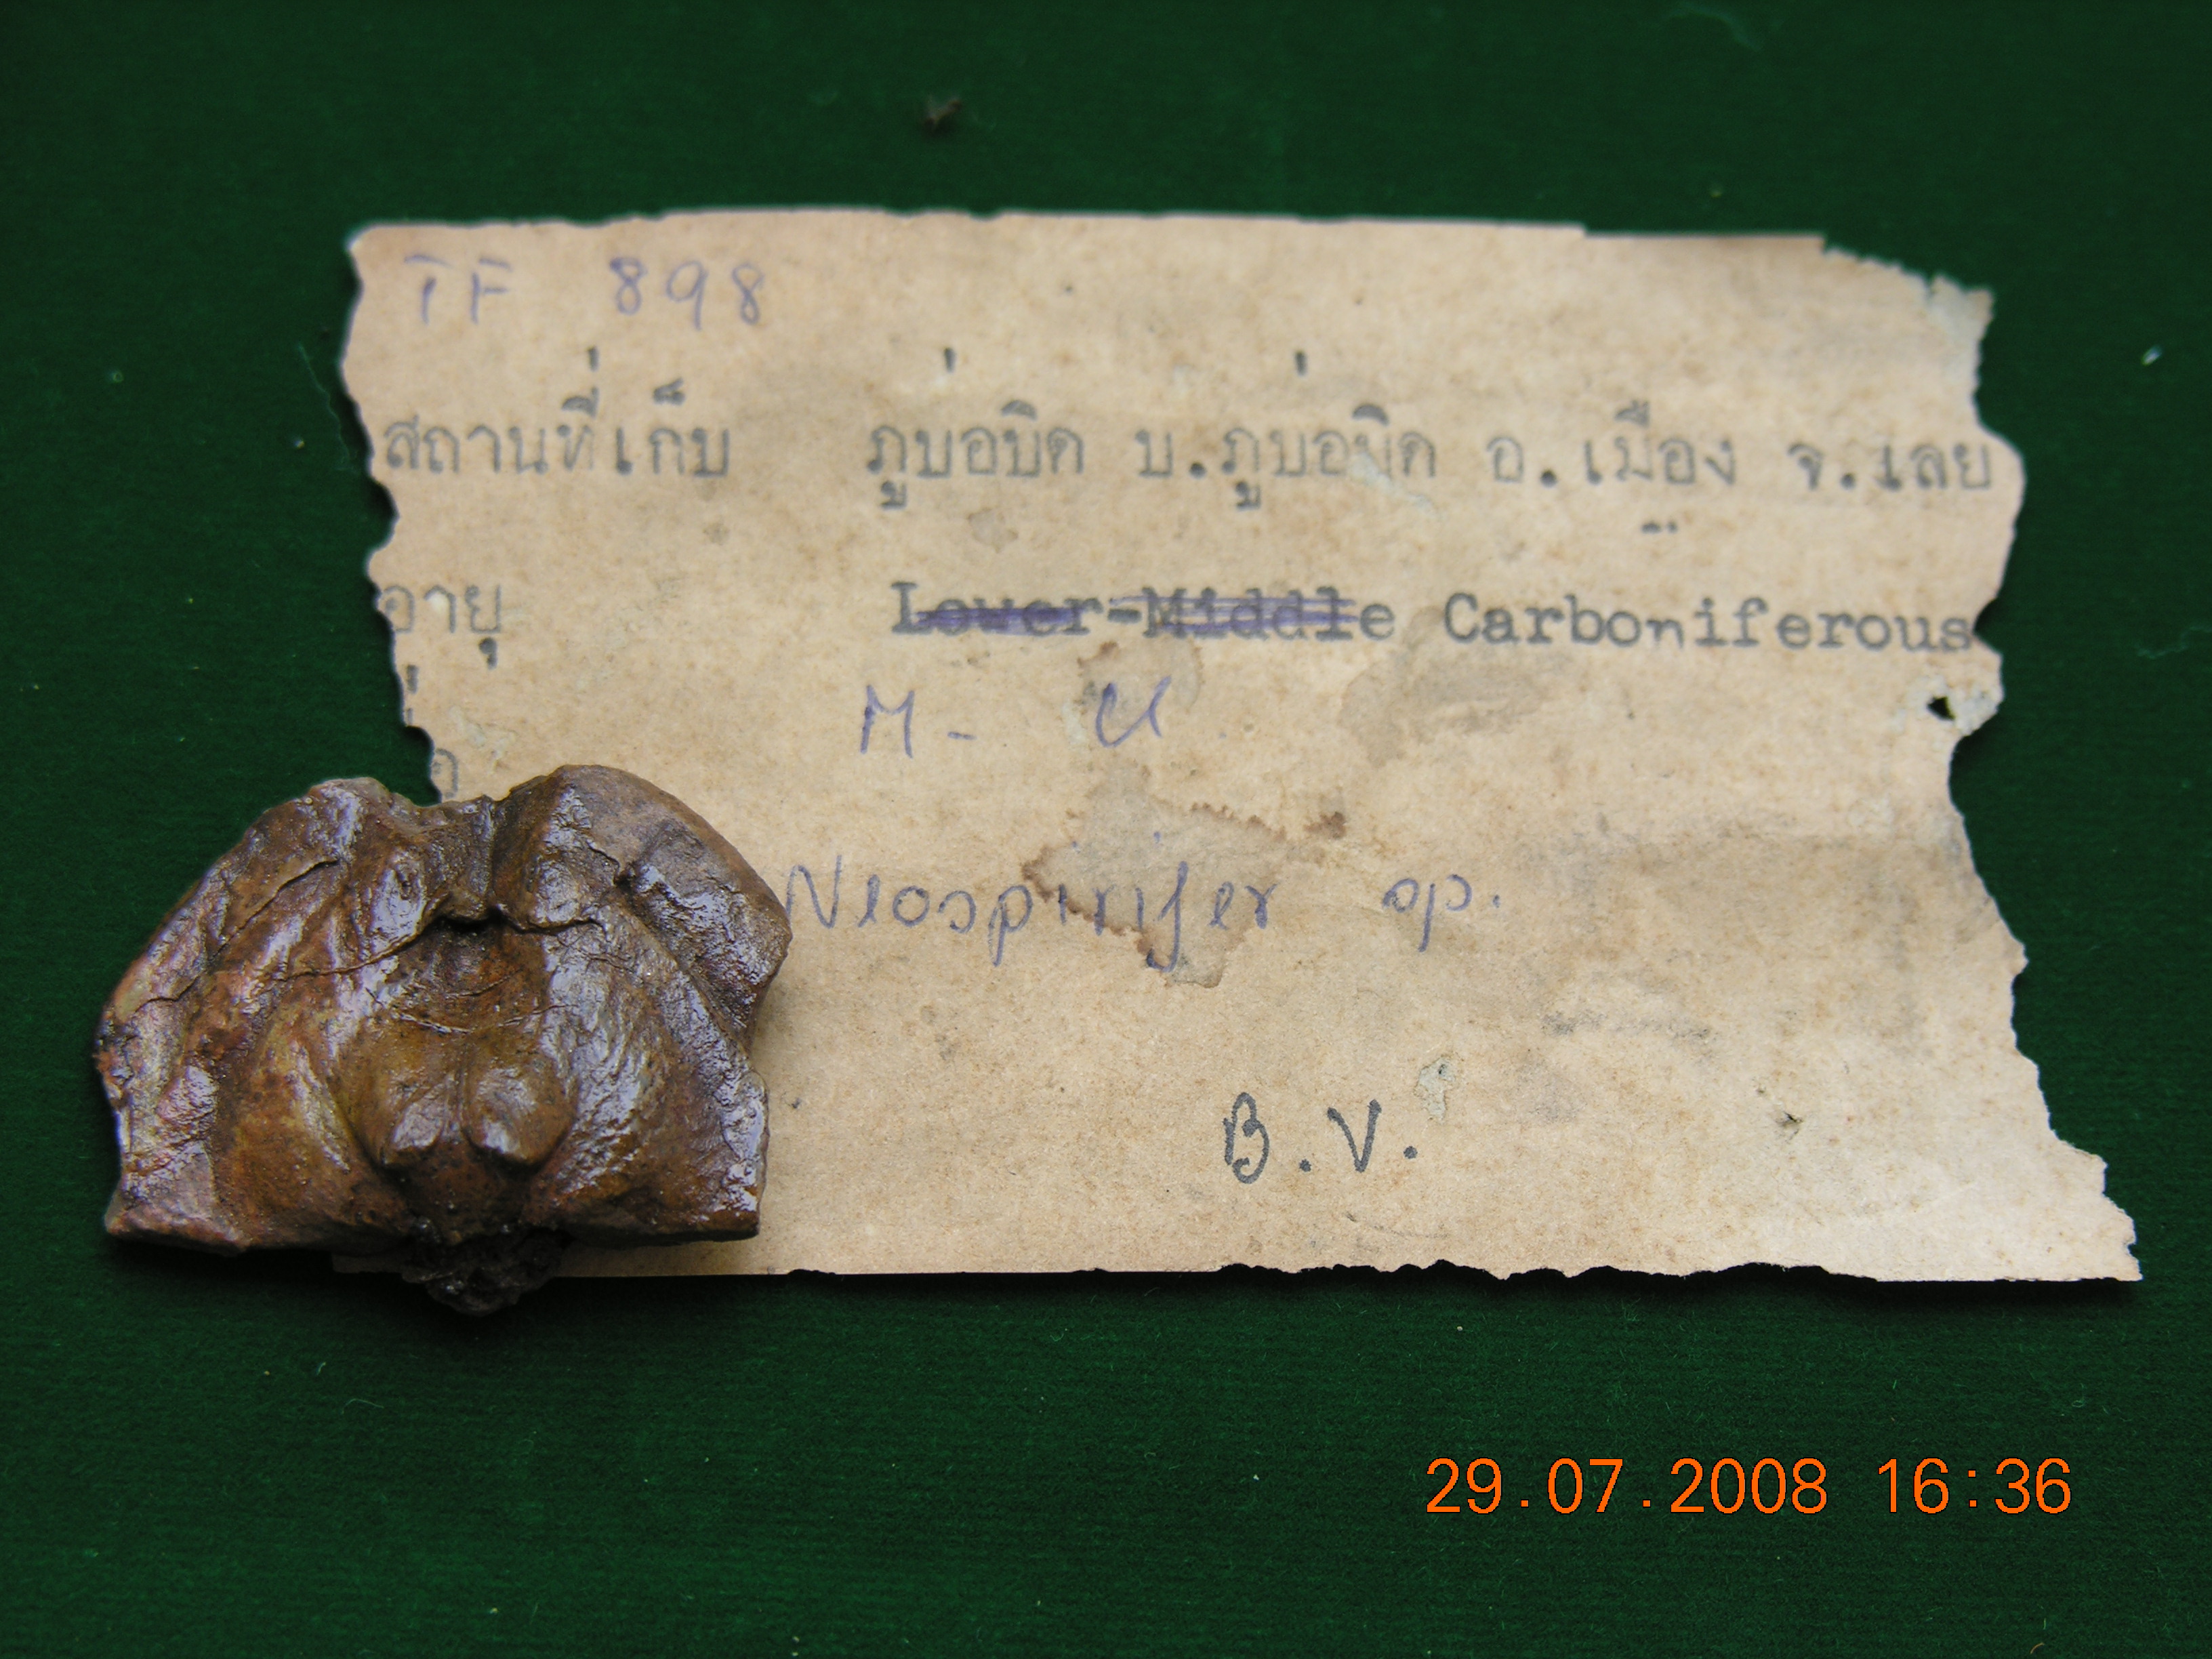 TF 898
สถานที่เก็บ ภูบ่อบิด บ.ภูบ่อบิด อ.เมือง จ.เลย
อายุ Lower-Middle Carboniferous
M - U
Neospirifer sp.
B.V.
29.07.2008 16:36